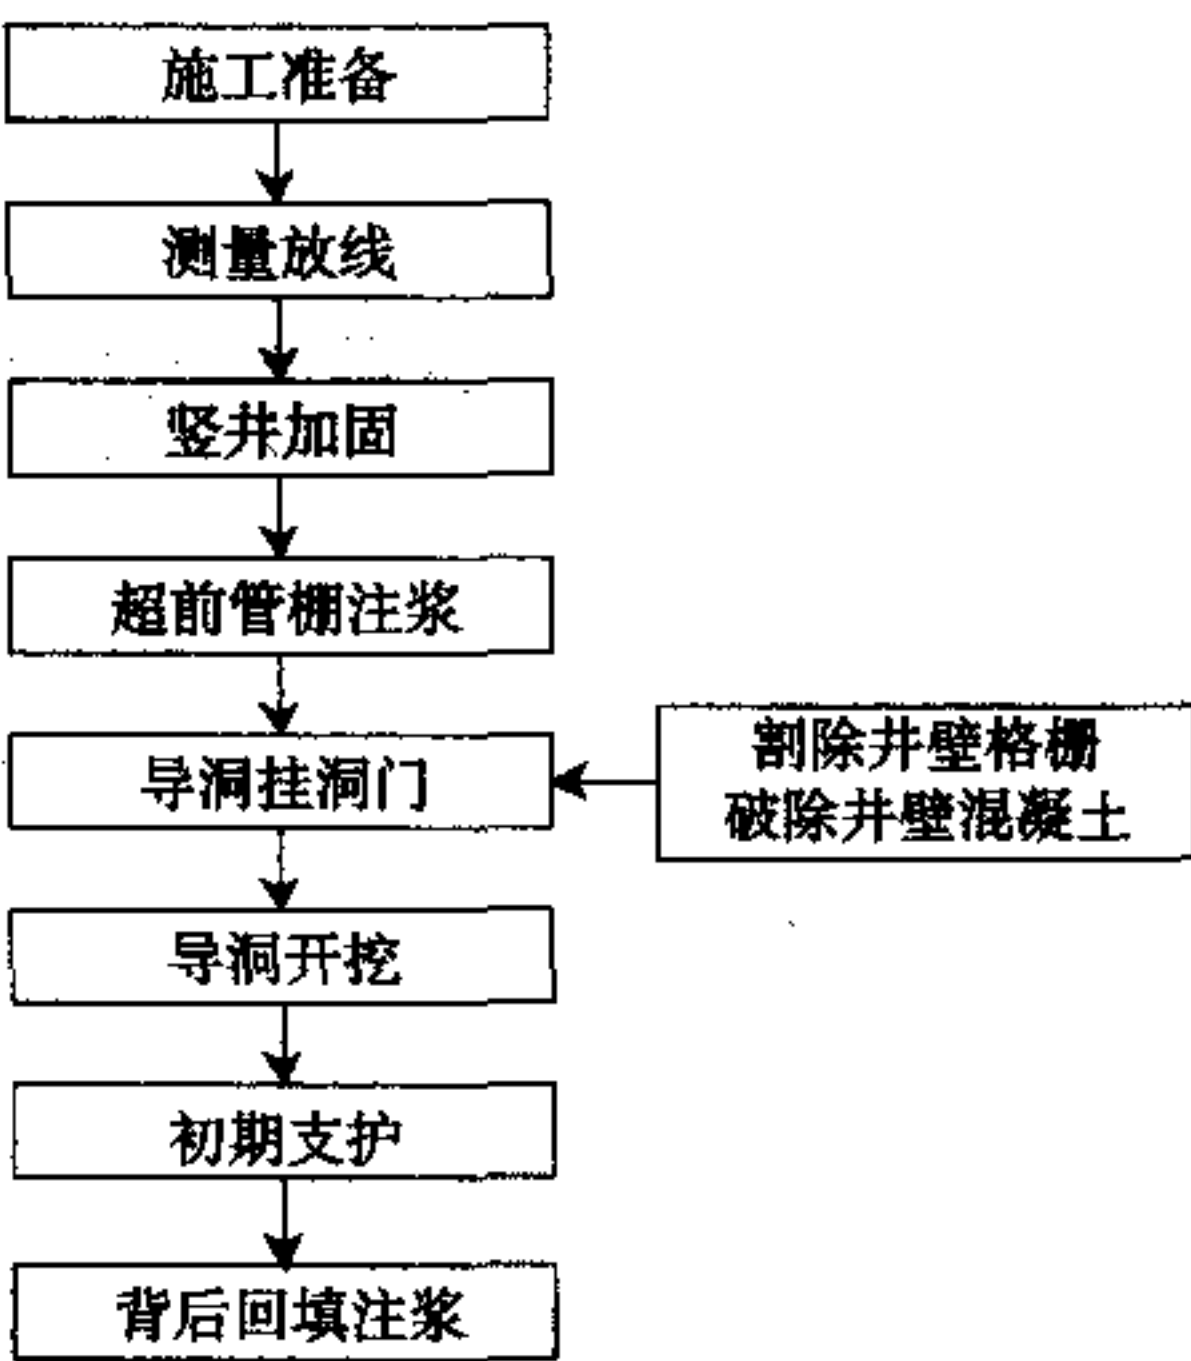 施工准备
测量放线
竖井加固
超前管棚注浆
导洞挂洞门
割除井壁格栅
破除井壁混凝土
导洞开挖
初期支护
背后回填注浆